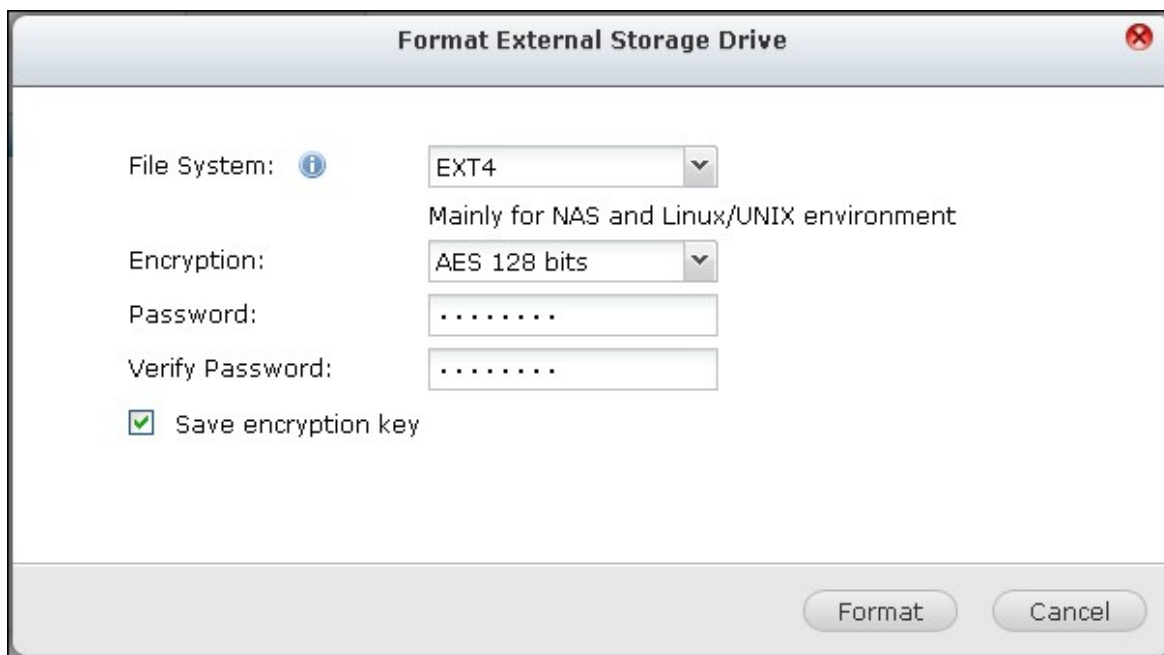 Format External Storage Drive
File System: EXT4
Mainly for NAS and Linux/UNIX environment
Encryption: AES 128 bits
Password: ········
Verify Password: ········
Save encryption key
Format Cancel